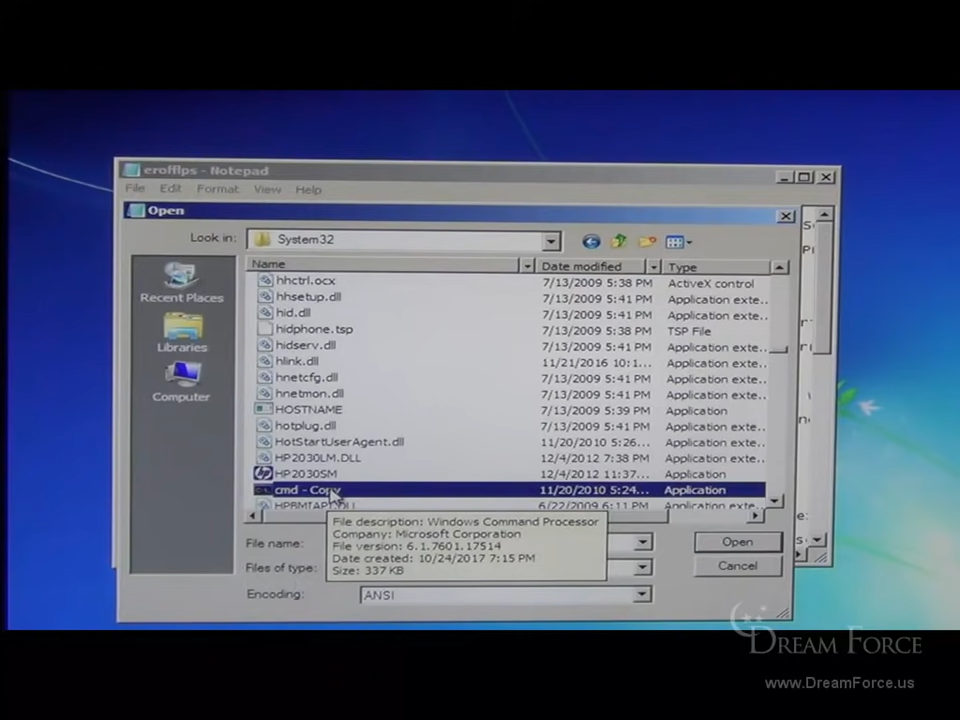 erofflps - Notepad
File Edit Format View Help
Open
Look in: System32
Name Date modified Type
hhctrl.ocx 7/13/2009 5:38 PM ActiveX control
hhsetup.dll 7/13/2009 5:41 PM Application exte..
hid.dll 7/13/2009 5:41 PM Application exte..
hidphone.tsp 7/13/2009 5:38 PM TSP File
hidserv.dll 7/13/2009 5:41 PM Application exte..
hlink.dll 11/21/2016 10:1... Application exte..
hnetcfg.dll 7/13/2009 5:41 PM Application exte..
hnetmon.dll 7/13/2009 5:41 PM Application exte..
HOSTNAME 7/13/2009 5:39 PM Application
hotplug.dll 7/13/2009 5:41 PM Application exte..
HotStartUserAgent.dll 11/20/2010 5:26... Application exte..
HP2030LM.DLL 12/4/2012 7:38 PM Application exte..
HP2030SM 12/4/2012 11:37... Application
cmd - Copy 11/20/2010 5:24... Application
6/22/2009 6:11 PM Application exte..
Recent Places
Libraries
Computer
File description: Windows Command Processor
Company: Microsoft Corporation
File version: 6.1.7601.17514
Date created: 10/24/2017 7:15 PM
Size: 337 KB
File name: Open
Files of type: Cancel
Encoding: ANSI
DREAM FORCE
www.DreamForce.us